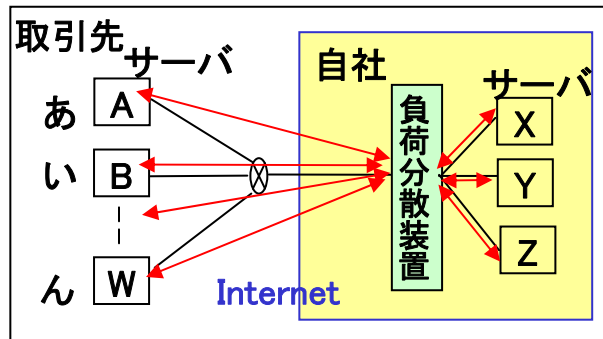 取引先
サーバ
あ A
い B
ん W
Internet
自社
負荷分散装置
サーバ
X
Y
Z